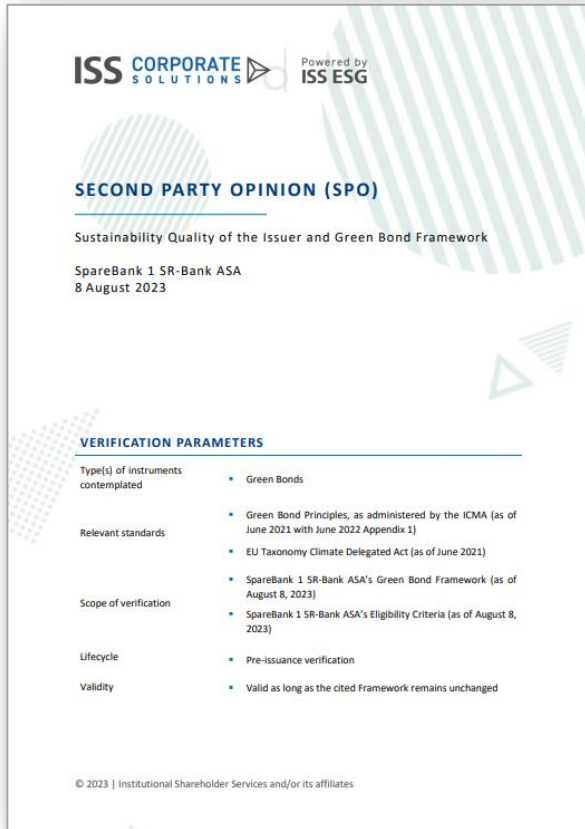 ISS CORPORATE SOLUTIONS
Powered by ISS ESG
SECOND PARTY OPINION (SPO)
Sustainability Quality of the Issuer and Green Bond Framework
SpareBank 1 SR-Bank ASA
8 August 2023
VERIFICATION PARAMETERS
Type(s) of instruments
contemplated
▪ Green Bonds
Relevant standards
▪ Green Bond Principles, as administered by the ICMA (as of
June 2021 with June 2022 Appendix 1)
▪ EU Taxonomy Climate Delegated Act (as of June 2021)
Scope of verification
▪ SpareBank 1 SR-Bank ASA's Green Bond Framework (as of
August 8, 2023)
▪ SpareBank 1 SR-Bank ASA's Eligibility Criteria (as of August 8,
2023)
Lifecycle
▪ Pre-issuance verification
Validity
▪ Valid as long as the cited Framework remains unchanged
© 2023 | Institutional Shareholder Services and/or its affiliates